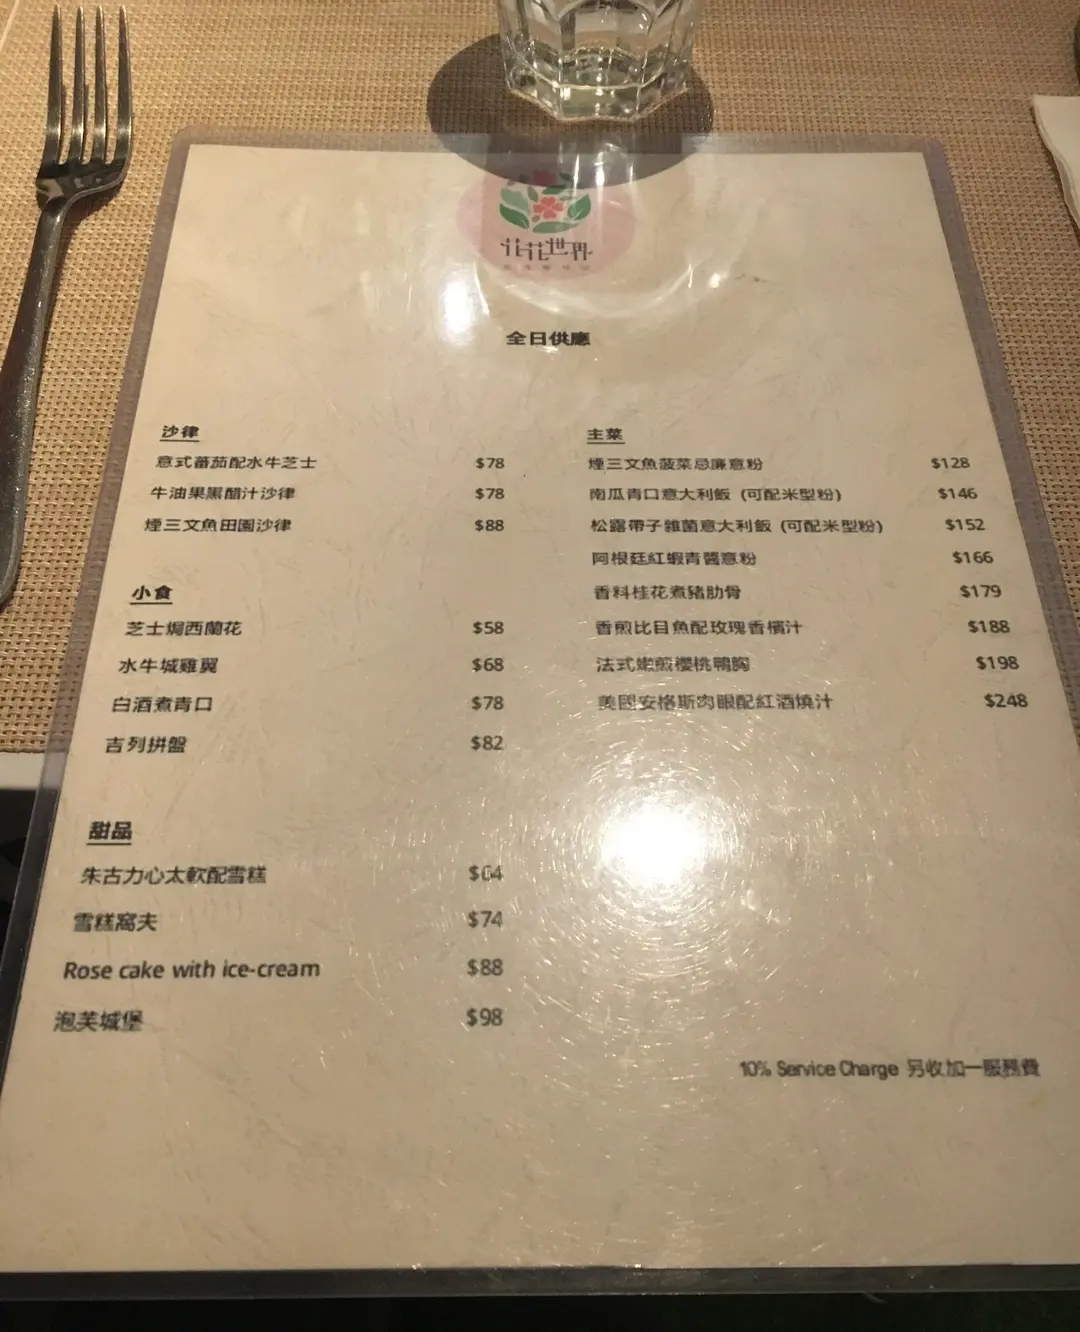 花花世界
全日供應
沙律
意式蕃茄配水牛芝士 $78
牛油果黑醋汁沙律 $78
煙三文魚田園沙律 $88
小食
芝士焗西蘭花 $58
水牛城雞翼 $68
白酒煮青口 $78
吉列拼盤 $82
甜品
朱古力心太軟配雪糕 $64
雪糕窩夫 $74
Rose cake with ice-cream $88
泡芙城堡 $98
主菜
煙三文魚菠菜忌廉意粉 $128
南瓜青口意大利飯 (可配米型粉) $146
松露帶子雜菌意大利飯 (可配米型粉) $152
阿根廷紅蝦青醬意粉 $166
香料桂花煮豬肋骨 $179
香煎比目魚配玫瑰香檳汁 $188
法式嫩煎櫻桃鴨胸 $198
美國安格斯肉眼配紅酒燒汁 $248
10% Service Charge 另收加一服務費